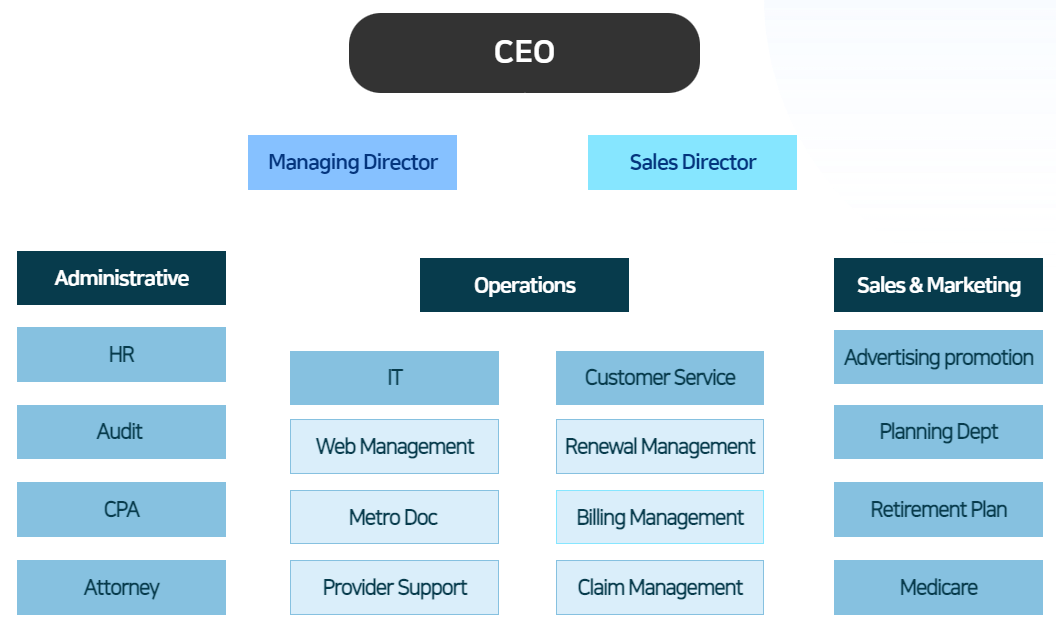 CEO
Managing Director
Sales Director
Administrative
HR
Audit
CPA
Attorney
Operations
IT
Web Management
Metro Doc
Provider Support
Customer Service
Renewal Management
Billing Management
Claim Management
Sales & Marketing
Advertising promotion
Planning Dept
Retirement Plan
Medicare